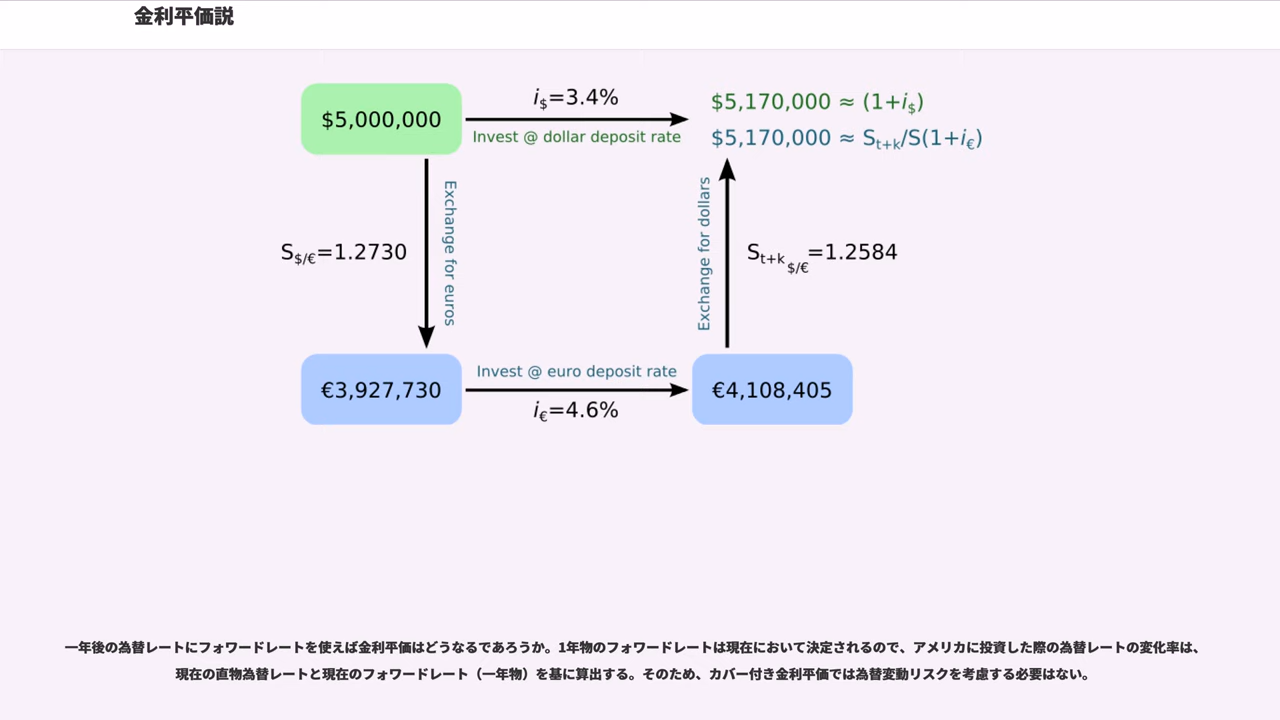 金利平価説
$5,000,000
i$=3.4%
Invest @ dollar deposit rate
$5,170,000 ≈ (1+i$)
$5,170,000 ≈ St+k/S(1+i€)
S$/€=1.2730
Exchange for euros
Exchange for dollars
St+k $/€=1.2584
€3,927,730
Invest @ euro deposit rate
i€=4.6%
€4,108,405
一年後の為替レートにフォワードレートを使えば金利平価はどうなるであろうか。1年物のフォワードレートは現在において決定されるので、アメリカに投資した際の為替レートの変化率は、
現在の直物為替レートと現在のフォワードレート（一年物）を基に算出する。そのため、カバー付き金利平価では為替変動リスクを考慮する必要はない。